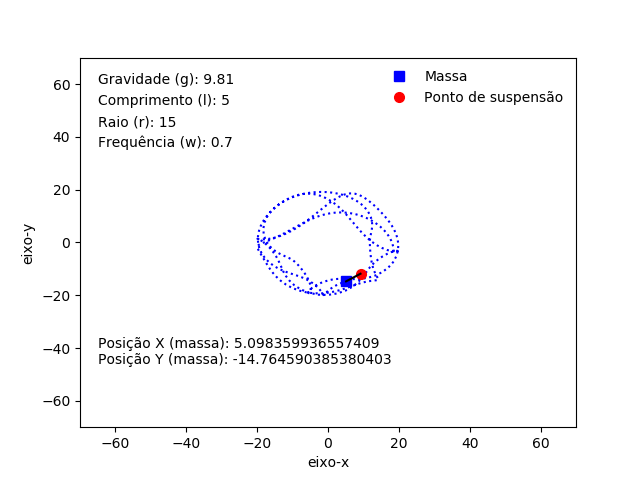 Gravidade (g): 9.81
Comprimento (l): 5
Raio (r): 15
Frequência (w): 0.7
Massa
Ponto de suspensão
60
40
20
0
−20
−40
−60
eixo-y
Posição X (massa): 5.098359936557409
Posição Y (massa): -14.764590385380403
−60 −40 −20 0 20 40 60
eixo-x